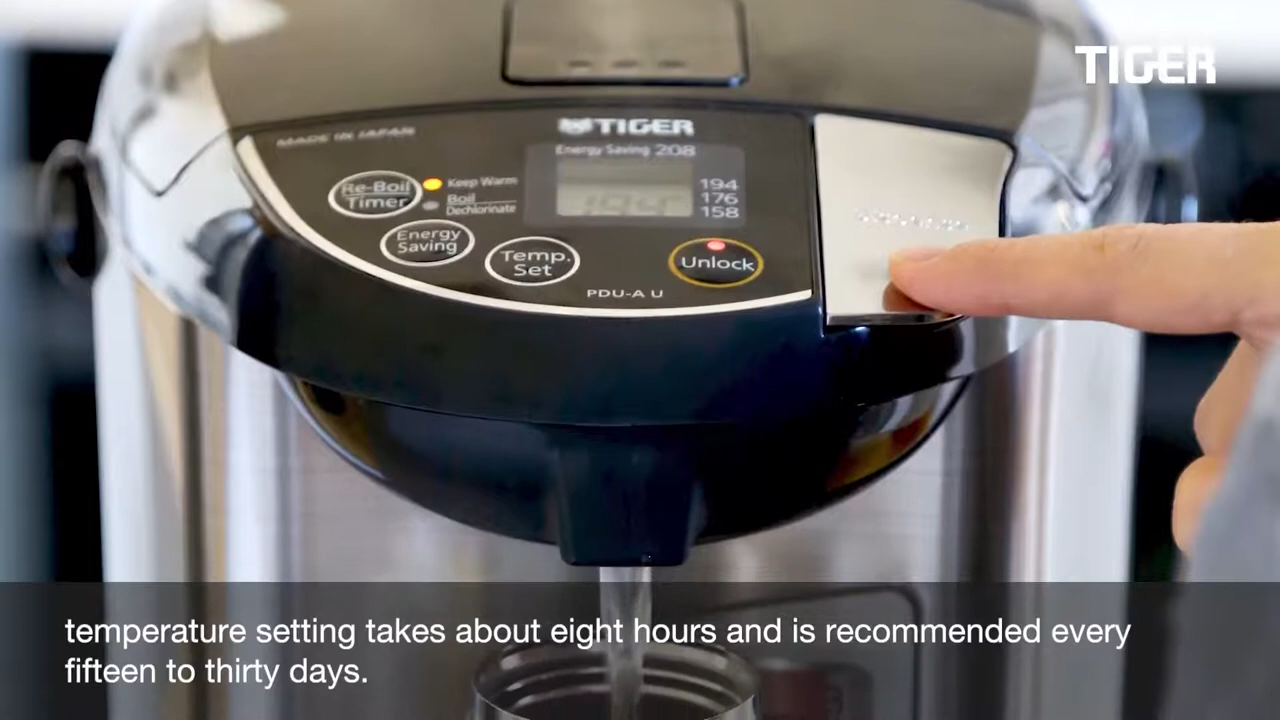 TIGER
MADE IN JAPAN
TIGER
Energy Saving 208
Re-Boil
Timer
Keep Warm
Boil
Dechlorinate
194
176
158
Energy
Saving
Temp.
Set
Unlock
PDU-A U
temperature setting takes about eight hours and is recommended every
fifteen to thirty days.